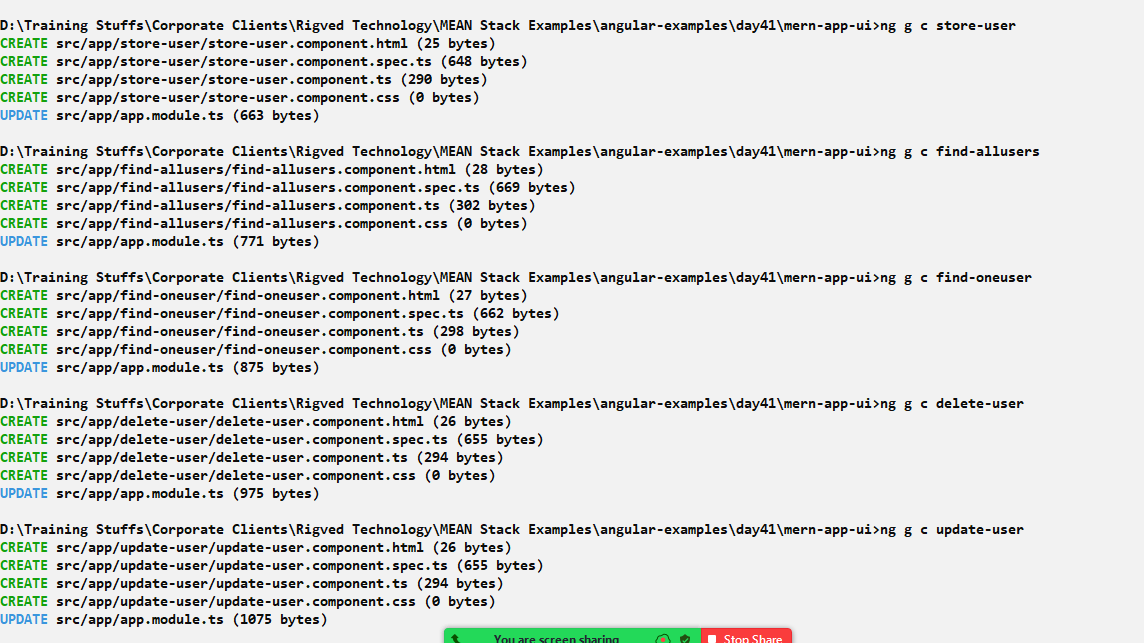 D:\Training Stuffs\Corporate Clients\Rigved Technology\MEAN Stack Examples\angular-examples\day41\mern-app-ui>ng g c store-user
CREATE src/app/store-user/store-user.component.html (25 bytes)
CREATE src/app/store-user/store-user.component.spec.ts (648 bytes)
CREATE src/app/store-user/store-user.component.ts (290 bytes)
CREATE src/app/store-user/store-user.component.css (0 bytes)
UPDATE src/app/app.module.ts (663 bytes)
D:\Training Stuffs\Corporate Clients\Rigved Technology\MEAN Stack Examples\angular-examples\day41\mern-app-ui>ng g c find-allusers
CREATE src/app/find-allusers/find-allusers.component.html (28 bytes)
CREATE src/app/find-allusers/find-allusers.component.spec.ts (669 bytes)
CREATE src/app/find-allusers/find-allusers.component.ts (302 bytes)
CREATE src/app/find-allusers/find-allusers.component.css (0 bytes)
UPDATE src/app/app.module.ts (771 bytes)
D:\Training Stuffs\Corporate Clients\Rigved Technology\MEAN Stack Examples\angular-examples\day41\mern-app-ui>ng g c find-oneuser
CREATE src/app/find-oneuser/find-oneuser.component.html (27 bytes)
CREATE src/app/find-oneuser/find-oneuser.component.spec.ts (662 bytes)
CREATE src/app/find-oneuser/find-oneuser.component.ts (298 bytes)
CREATE src/app/find-oneuser/find-oneuser.component.css (0 bytes)
UPDATE src/app/app.module.ts (875 bytes)
D:\Training Stuffs\Corporate Clients\Rigved Technology\MEAN Stack Examples\angular-examples\day41\mern-app-ui>ng g c delete-user
CREATE src/app/delete-user/delete-user.component.html (26 bytes)
CREATE src/app/delete-user/delete-user.component.spec.ts (655 bytes)
CREATE src/app/delete-user/delete-user.component.ts (294 bytes)
CREATE src/app/delete-user/delete-user.component.css (0 bytes)
UPDATE src/app/app.module.ts (975 bytes)
D:\Training Stuffs\Corporate Clients\Rigved Technology\MEAN Stack Examples\angular-examples\day41\mern-app-ui>ng g c update-user
CREATE src/app/update-user/update-user.component.html (26 bytes)
CREATE src/app/update-user/update-user.component.spec.ts (655 bytes)
CREATE src/app/update-user/update-user.component.ts (294 bytes)
CREATE src/app/update-user/update-user.component.css (0 bytes)
UPDATE src/app/app.module.ts (1075 bytes)
You are screen sharing Stop Share